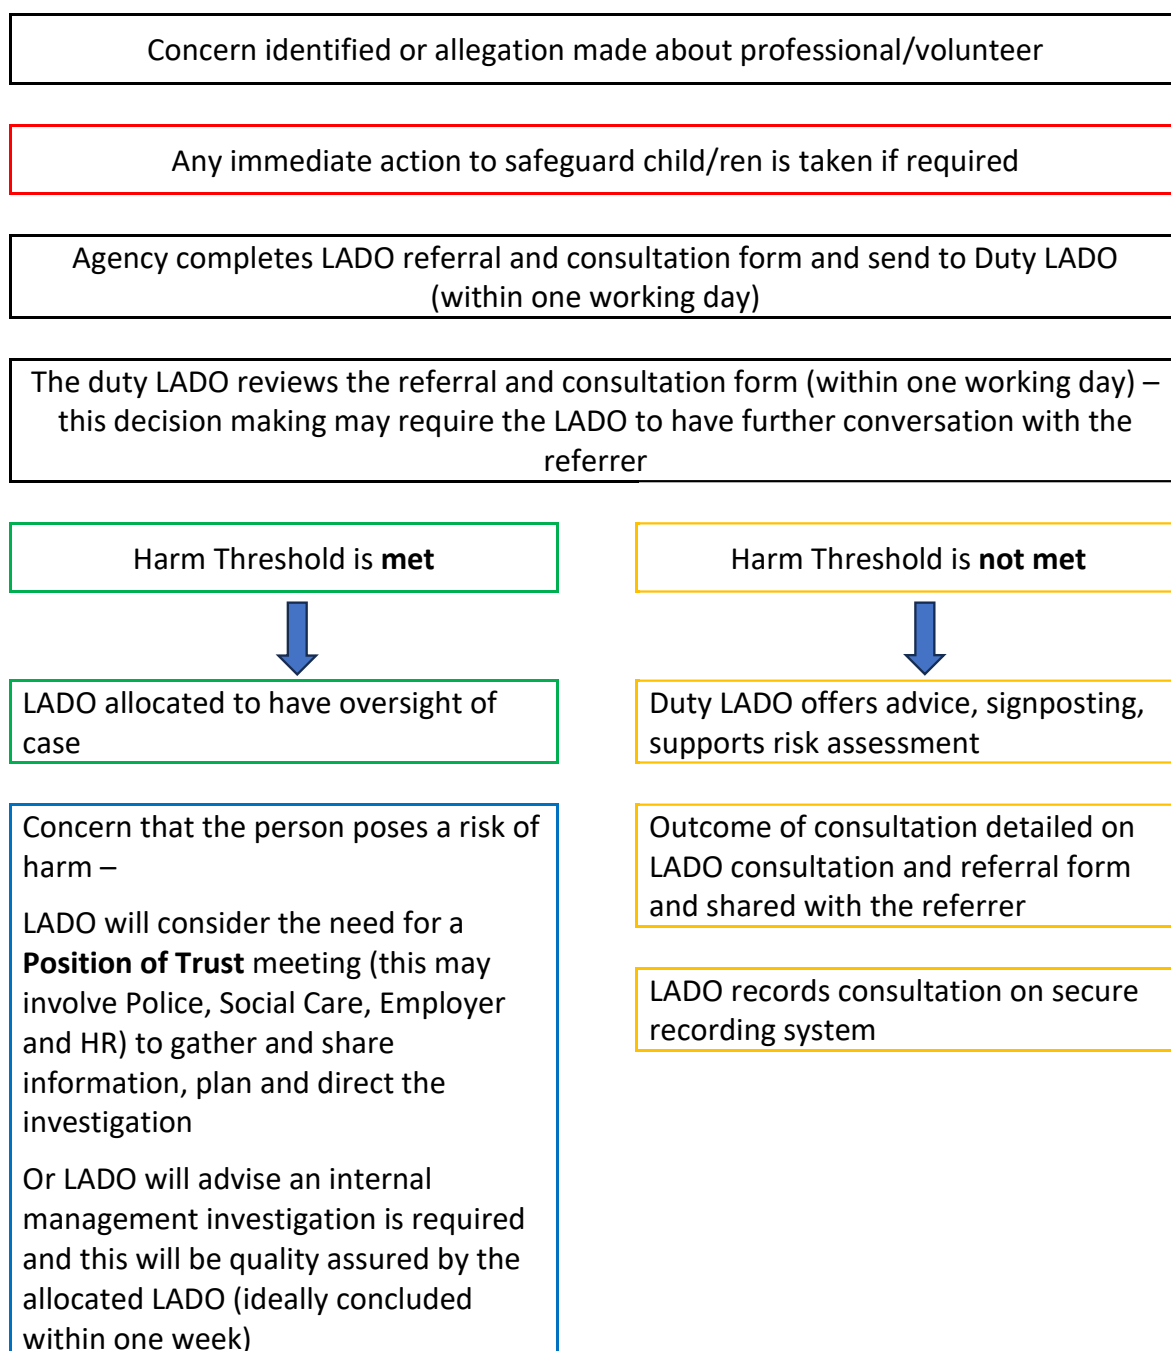 Concern identified or allegation made about professional/volunteer
Any immediate action to safeguard child/ren is taken if required
Agency completes LADO referral and consultation form and send to Duty LADO
(within one working day)
The duty LADO reviews the referral and consultation form (within one working day) –
this decision making may require the LADO to have further conversation with the
referrer
Harm Threshold is met
LADO allocated to have oversight of
case
Concern that the person poses a risk of
harm –
LADO will consider the need for a
Position of Trust meeting (this may
involve Police, Social Care, Employer
and HR) to gather and share
information, plan and direct the
investigation
Or LADO will advise an internal
management investigation is required
and this will be quality assured by the
allocated LADO (ideally concluded
within one week)
Harm Threshold is not met
Duty LADO offers advice, signposting,
supports risk assessment
Outcome of consultation detailed on
LADO consultation and referral form
and shared with the referrer
LADO records consultation on secure
recording system